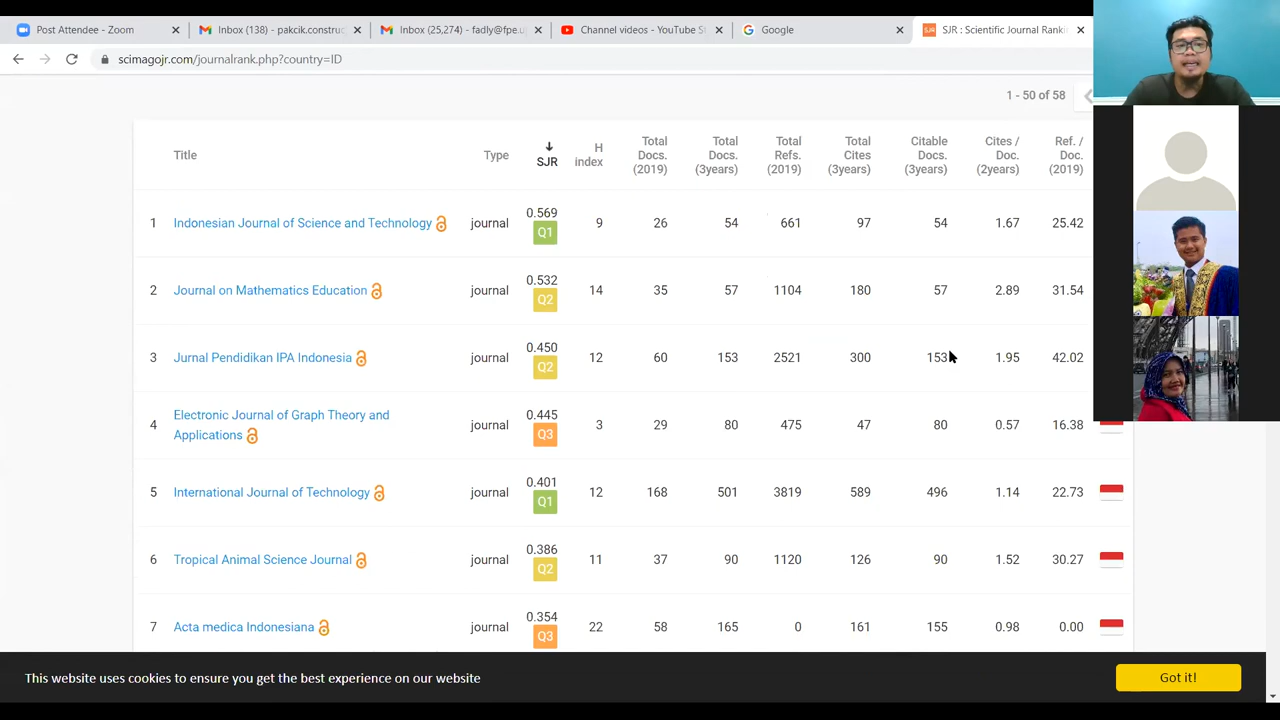 Post Attendee - Zoom
Inbox (138) - pakcik.construc
Inbox (25,274) - fadly@fpe.u
Channel videos - YouTube S
Google
SJR SJR : Scientific Journal Ranki
scimagojr.com/journalrank.php?country=ID
1 - 50 of 58
Title Type SJR H index Total Docs. (2019) Total Docs. (3years) Total Refs. (2019) Total Cites (3years) Citable Docs. (3years) Cites / Doc. (2years) Ref. / Doc. (2019)
1 Indonesian Journal of Science and Technology journal 0.569 Q1 9 26 54 661 97 54 1.67 25.42
2 Journal on Mathematics Education journal 0.532 Q2 14 35 57 1104 180 57 2.89 31.54
3 Jurnal Pendidikan IPA Indonesia journal 0.450 Q2 12 60 153 2521 300 153 1.95 42.02
4 Electronic Journal of Graph Theory and Applications journal 0.445 Q3 3 29 80 475 47 80 0.57 16.38
5 International Journal of Technology journal 0.401 Q1 12 168 501 3819 589 496 1.14 22.73
6 Tropical Animal Science Journal journal 0.386 Q2 11 37 90 1120 126 90 1.52 30.27
7 Acta medica Indonesiana journal 0.354 Q3 22 58 165 0 161 155 0.98 0.00
This website uses cookies to ensure you get the best experience on our website
Got it!